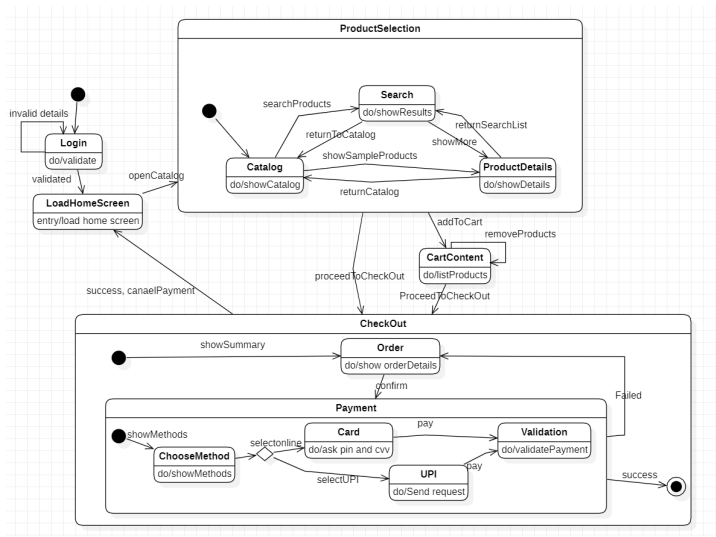 ProductSelection
invalid details
Login
do/validate
validated
openCatalog
LoadHomeScreen
entry/load home screen
searchProducts
Search
do/showResults
returnToCatalog
returnSearchList
showMore
showSampleProducts
Catalog
do/showCatalog
ProductDetails
do/showDetails
returnCatalog
addToCart
removeProducts
CartContent
do/listProducts
proceedToCheckOut
ProceedToCheckOut
success, canaelPayment
CheckOut
showSummary
Order
do/show orderDetails
confirm
Failed
Payment
showMethods
ChooseMethod
do/showMethods
selectonline
Card
do/ask pin and cvv
pay
Validation
do/validatePayment
selectUPI
UPI
do/Send request
pay
success